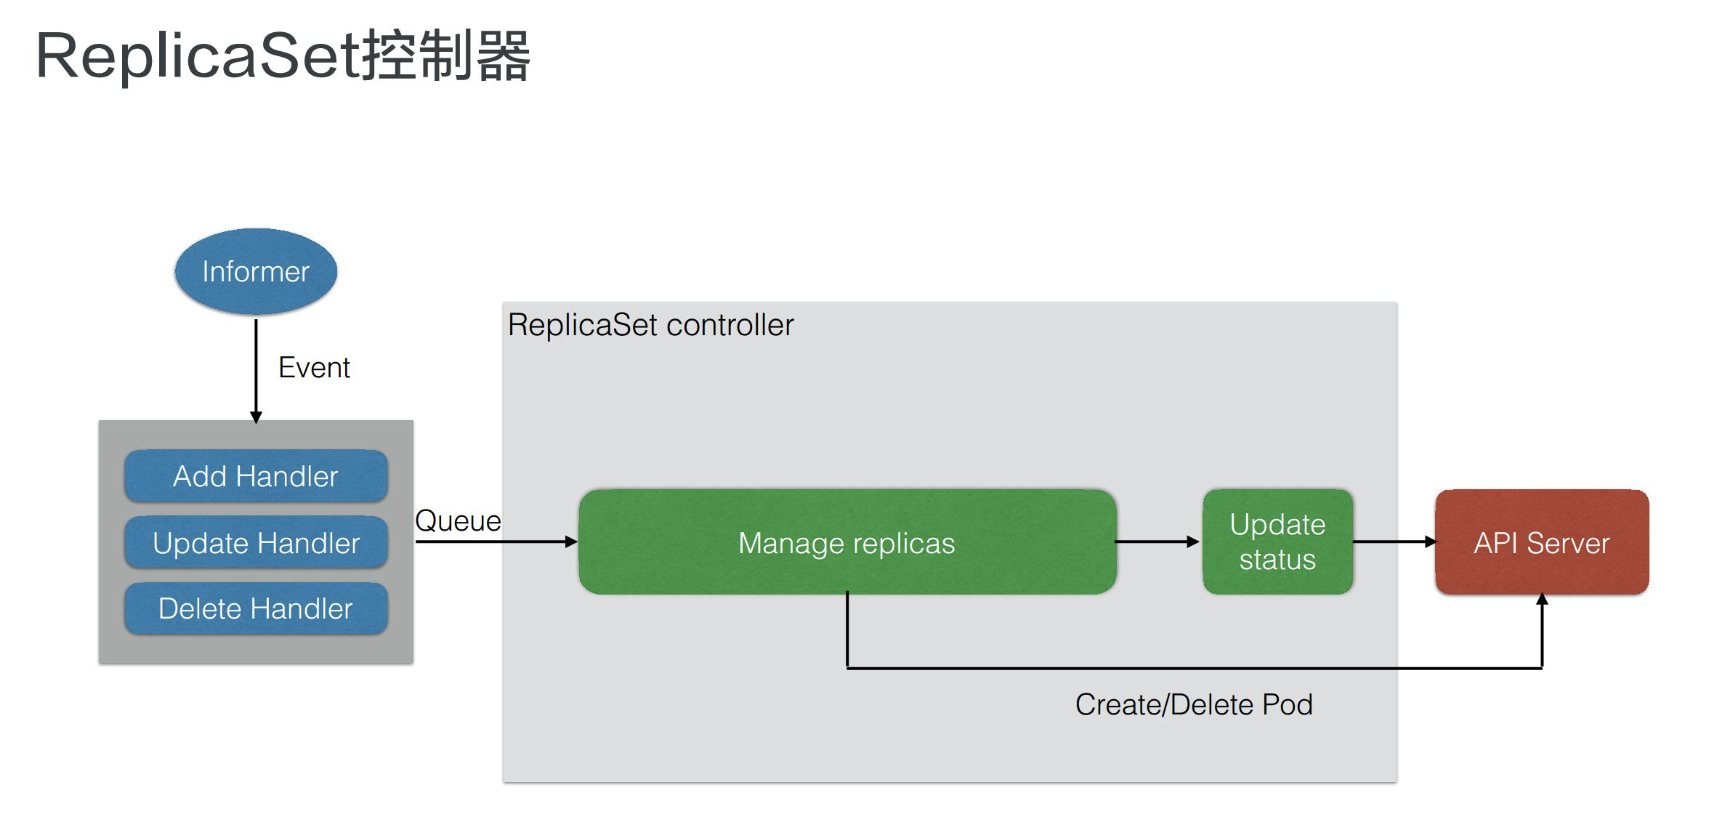 ReplicaSet控制器
Informer
Event
Add Handler
Update Handler
Delete Handler
Queue
ReplicaSet controller
Manage replicas
Update
status
API Server
Create/Delete Pod